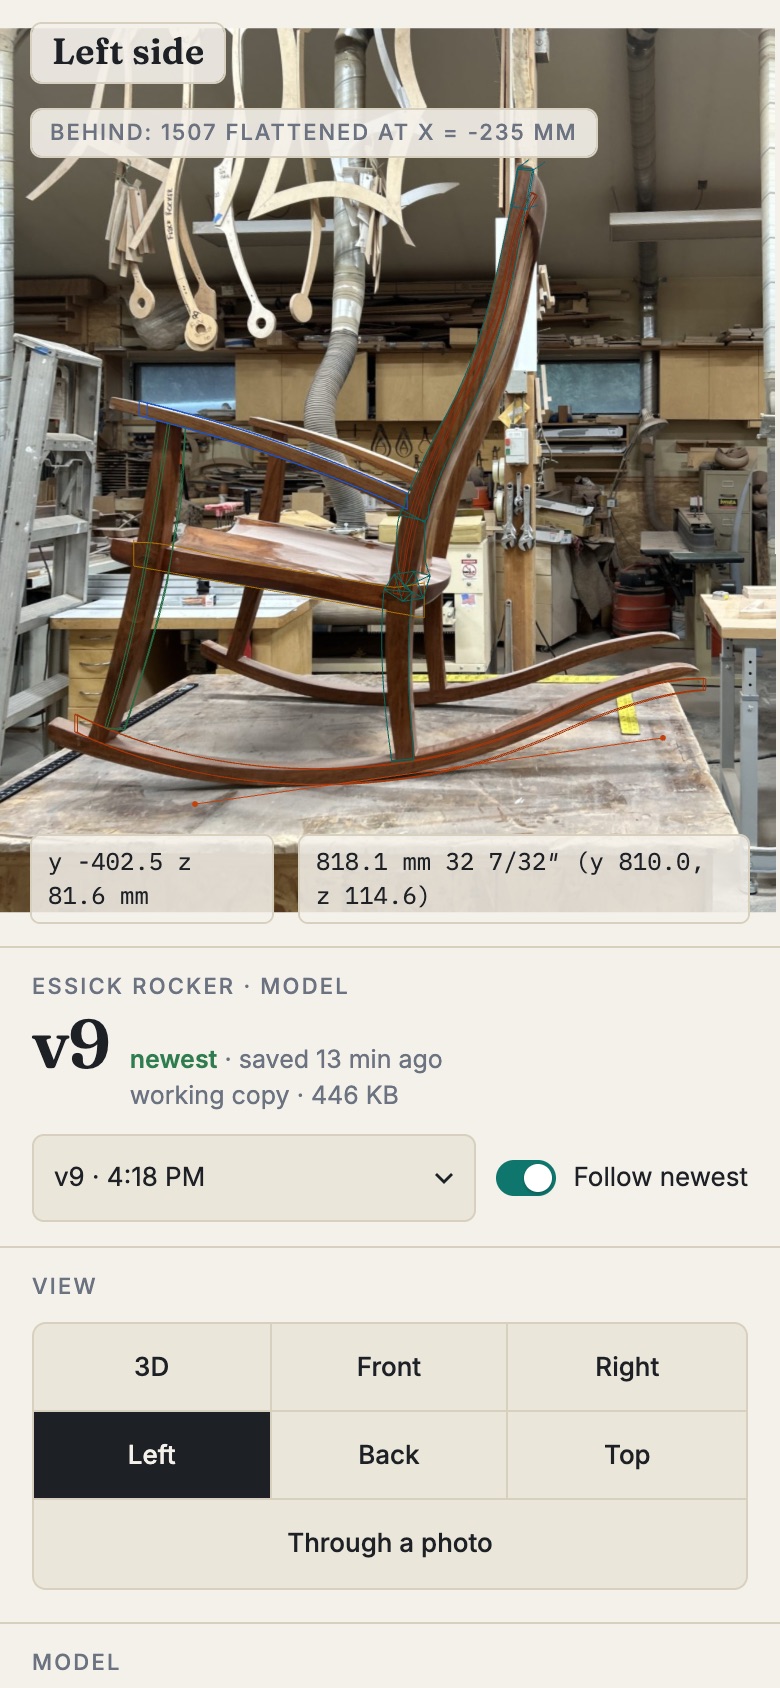 Left side
BEHIND: 1507 FLATTENED AT X = -235 MM
y -402.5 z
81.6 mm
818.1 mm 32 7/32″ (y 810.0,
z 114.6)
ESSICK ROCKER · MODEL
v9
newest · saved 13 min ago
working copy · 446 KB
v9 · 4:18 PM
Follow newest
VIEW
3D
Front
Right
Left
Back
Top
Through a photo
MODEL